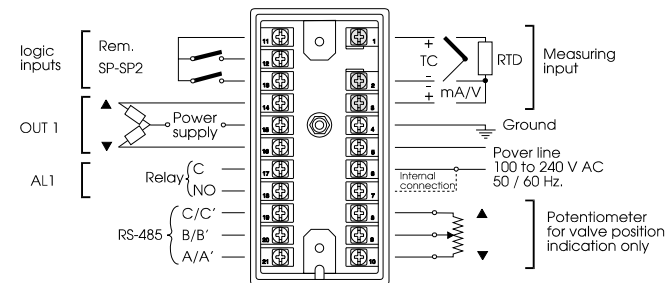 logic
inputs
Rem.
SP-SP2
OUT 1
Power
supply
AL1
Relay
C
NO
RS-485
C/C'
B/B'
A/A'
11
12
13
14
15
16
17
18
19
20
21
1
2
3
4
5
6
7
8
9
10
+
TC
-
-
+
mA/V
RTD
Measuring
input
Ground
Pover line
100 to 240 V AC
50 / 60 Hz.
Internal
connection
Potentiometer
for valve position
indication only